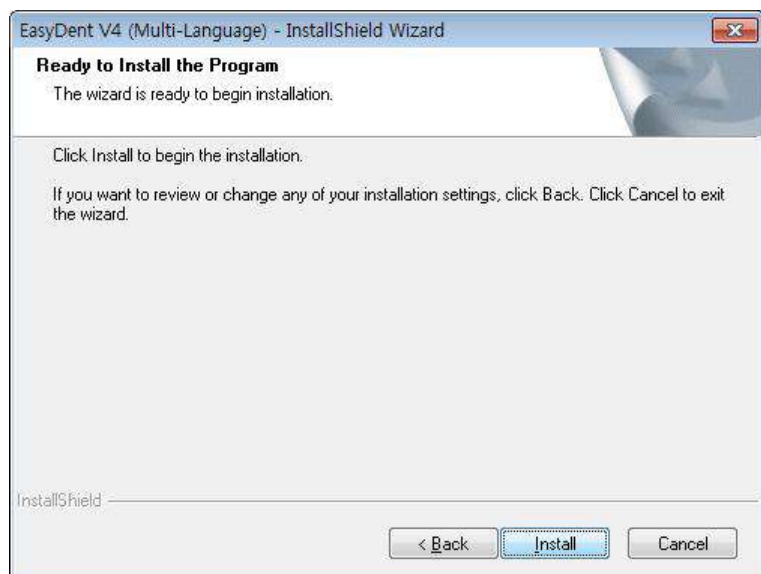 EasyDent V4 (Multi-Language) - InstallShield Wizard
Ready to Install the Program
The wizard is ready to begin installation.
Click Install to begin the installation.
If you want to review or change any of your installation settings, click Back. Click Cancel to exit
the wizard.
InstallShield
< Back
Install
Cancel